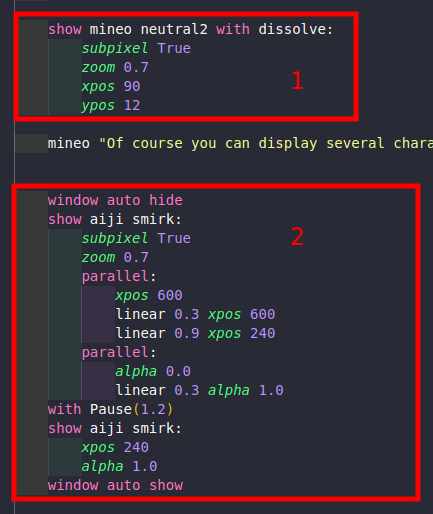 show mineo neutral2 with dissolve:
subpixel True
zoom 0.7
xpos 90
ypos 12
1
mineo "Of course you can display several chara
window auto hide
show aiji smirk:
subpixel True
2
zoom 0.7
parallel:
xpos 600
linear 0.3 xpos 600
linear 0.9 xpos 240
parallel:
alpha 0.0
linear 0.3 alpha 1.0
with Pause(1.2)
show aiji smirk:
xpos 240
alpha 1.0
window auto show